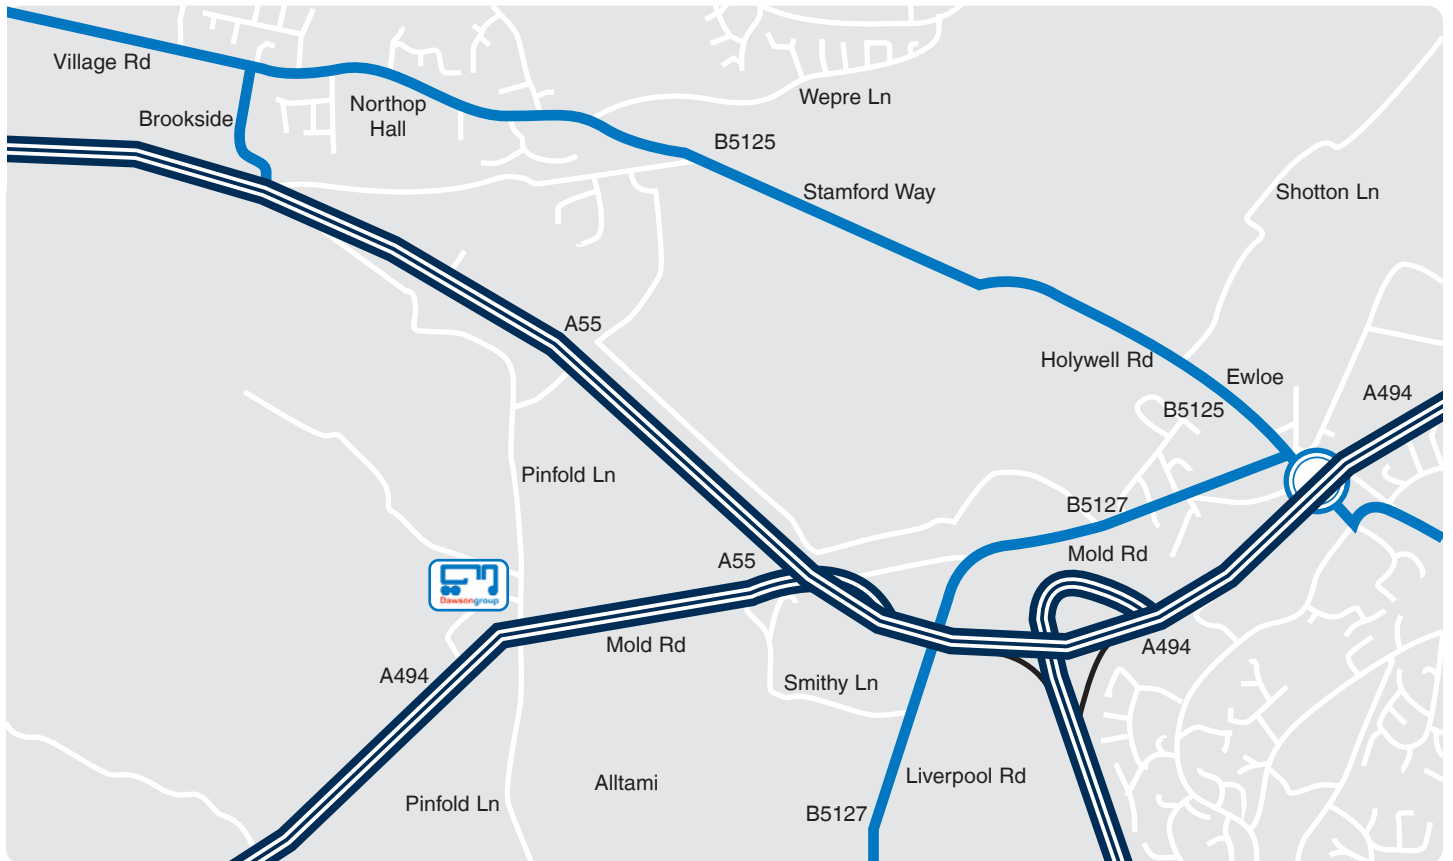 Village Rd
Wepre Ln
Northop
Hall
Brookside
B5125
Stamford Way
Shotton Ln
A55
Holywell Rd
Ewloe
A494
B5125
Pinfold Ln
B5127
Mold Rd
A55
Dawsongroup
Mold Rd
A494
A494
Smithy Ln
Liverpool Rd
Alltami
Pinfold Ln
B5127